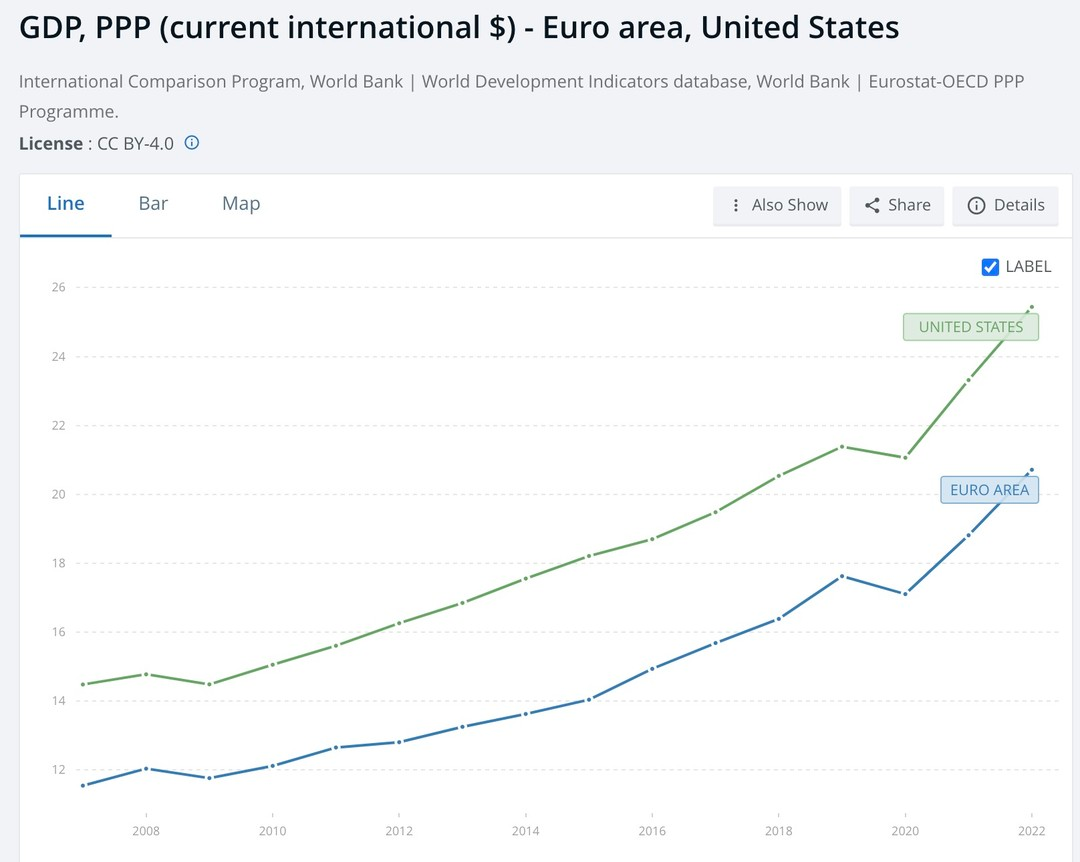 GDP, PPP (current international $) - Euro area, United States
International Comparison Program, World Bank | World Development Indicators database, World Bank | Eurostat-OECD PPP
Programme.
License : CC BY-4.0
Line Bar Map Also Show Share Details
LABEL
26
UNITED STATES
24
22
20
EURO AREA
18
16
14
12
2008 2010 2012 2014 2016 2018 2020 2022